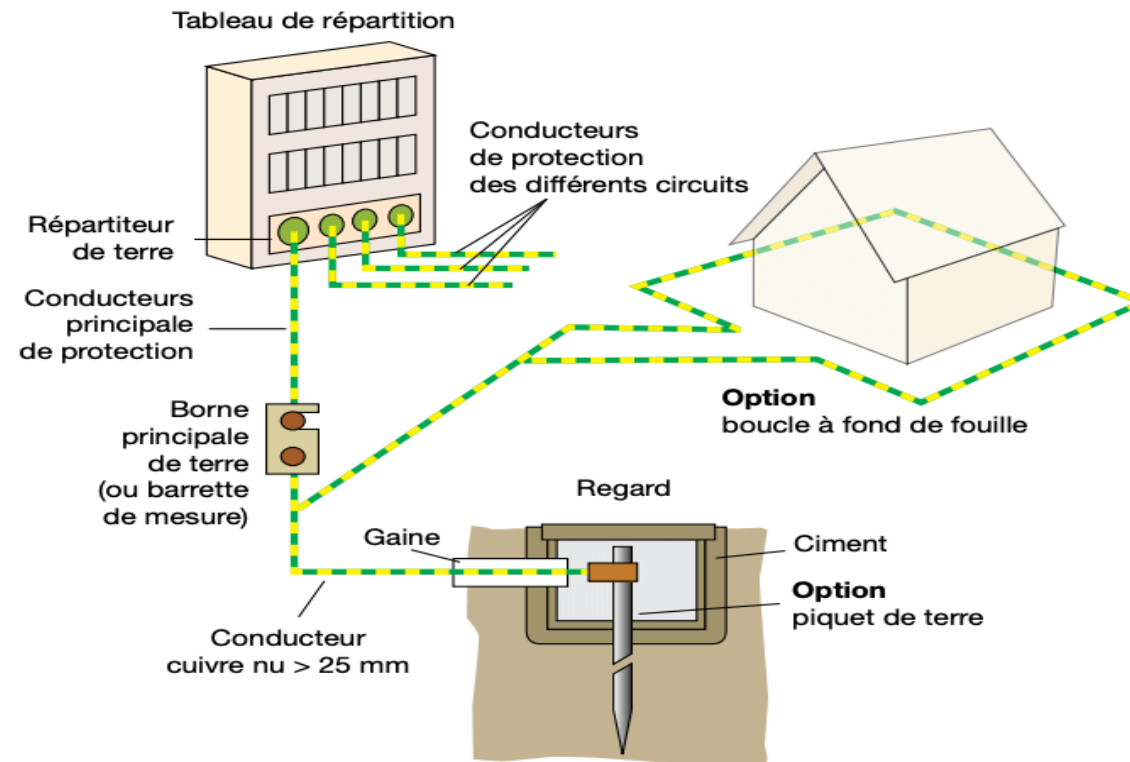 Tableau de répartition
Conducteurs
de protection
des différents circuits
Répartiteur
de terre
Conducteurs
principale
de protection
Borne
principale
de terre
(ou barrette
de mesure)
Option
boucle à fond de fouille
Regard
Gaine
Ciment
Option
piquet de terre
Conducteur
cuivre nu > 25 mm